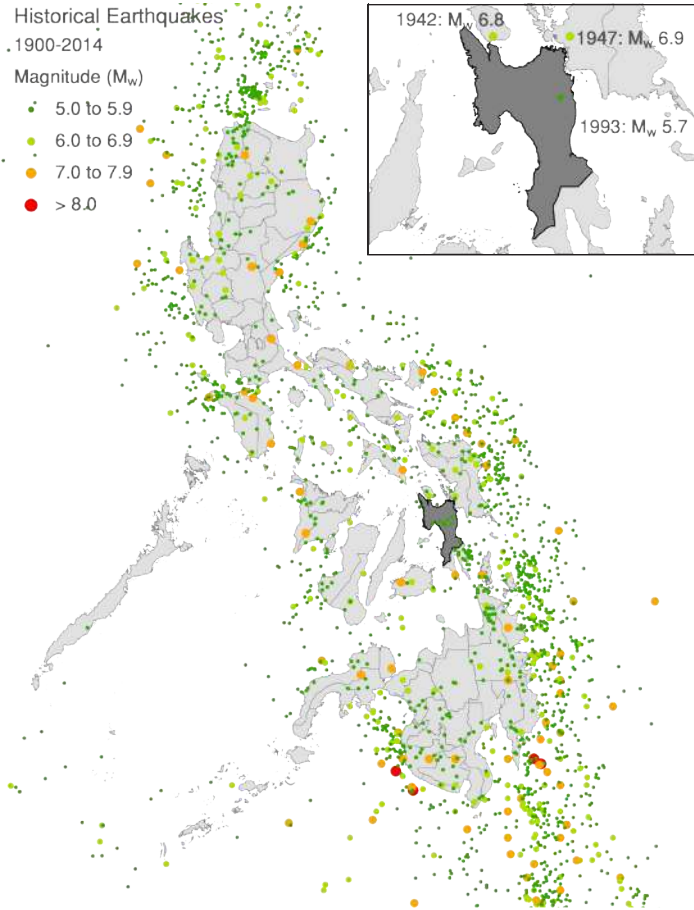 Historical Earthquakes
1900-2014
Magnitude (Mw)
5.0 to 5.9
6.0 to 6.9
7.0 to 7.9
> 8.0
1942: Mw 6.8
1947: Mw 6.9
1993: Mw 5.7